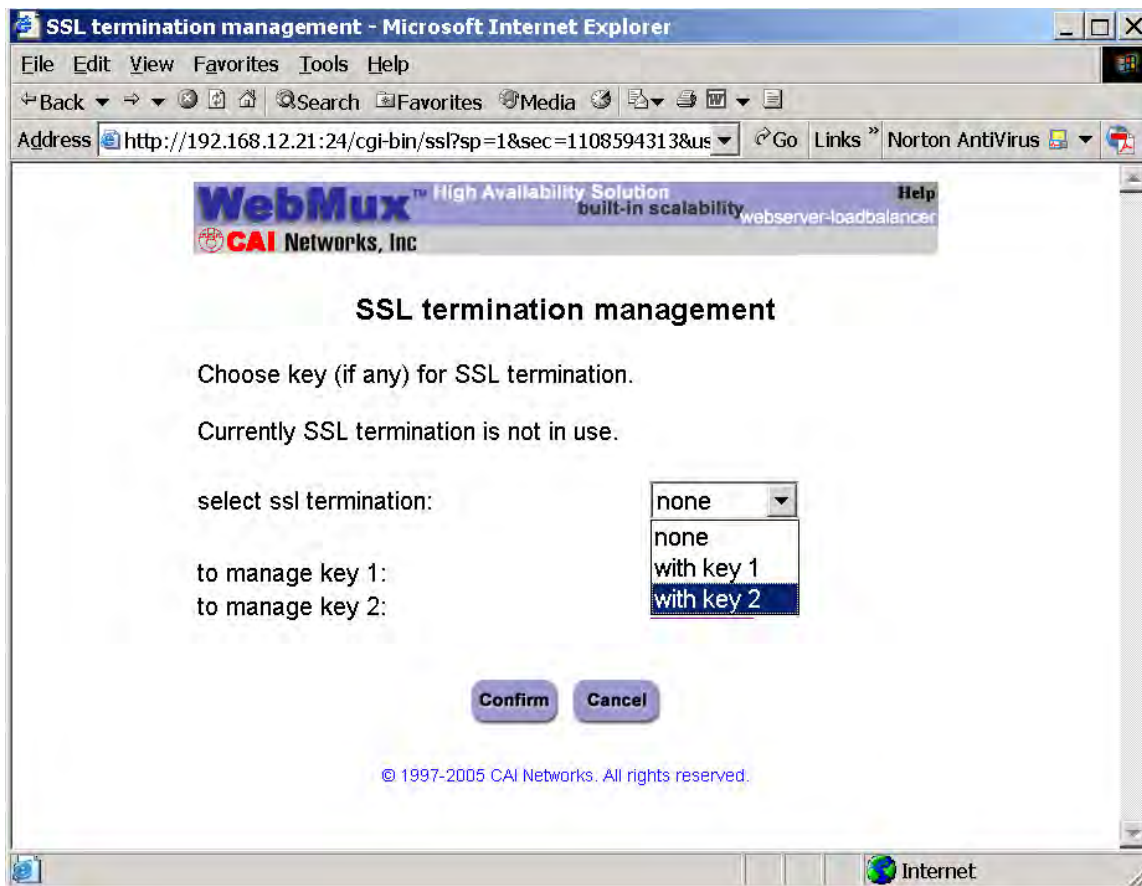 SSL termination management - Microsoft Internet Explorer
File Edit View Favorites Tools Help
Back Search Favorites Media
Address http://192.168.12.21:24/cgi-bin/ssl?sp=1&sec=1108594313&us Go Links » Norton AntiVirus
WebMux™ High Availability Solution Help
built-in scalability
webserver-loadbalancer
CAI Networks, Inc
SSL termination management
Choose key (if any) for SSL termination.
Currently SSL termination is not in use.
select ssl termination: none
none
to manage key 1: with key 1
to manage key 2: with key 2
Confirm Cancel
© 1997-2005 CAI Networks. All rights reserved.
Internet